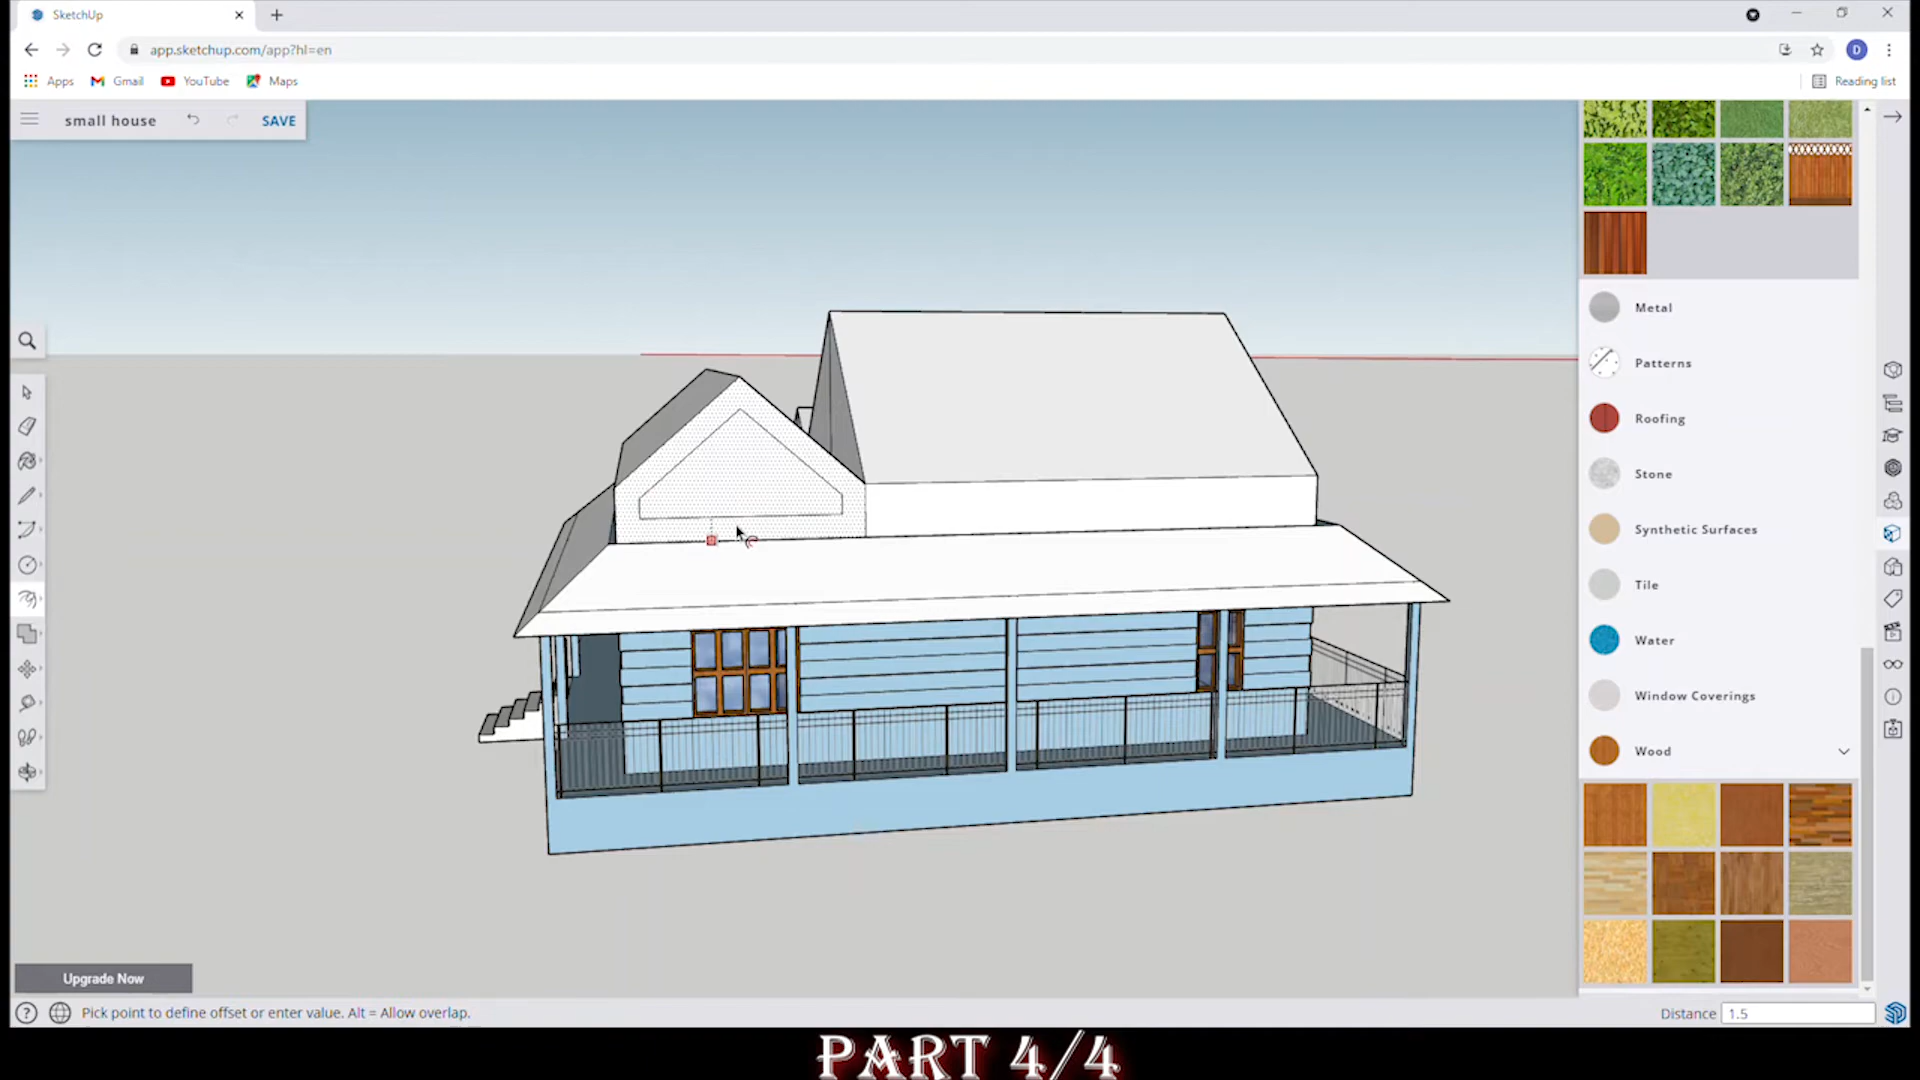 SketchUp
app.sketchup.com/app?hl=en
Apps
Gmail
YouTube
Maps
Reading list
D
small house
SAVE
Metal
Patterns
Roofing
Stone
Synthetic Surfaces
Tile
Water
Window Coverings
Wood
Upgrade Now
Pick point to define offset or enter value. Alt = Allow overlap.
Distance 1.5
PART 4/4